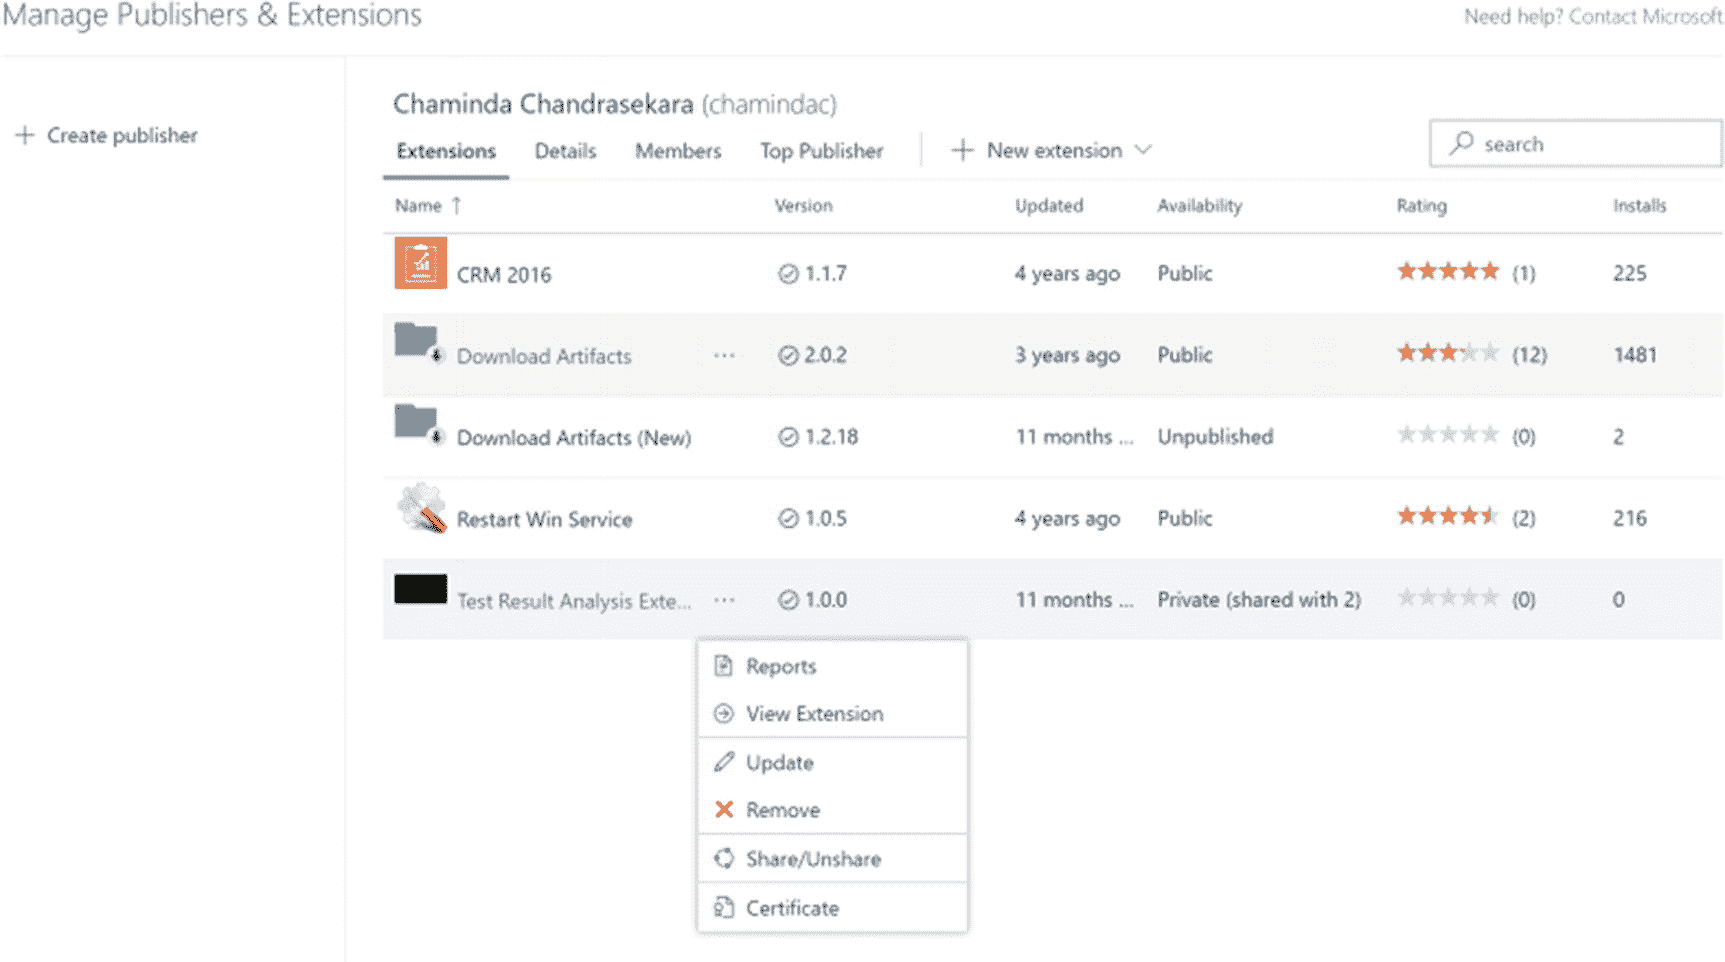 Manage Publishers & Extensions
Need help? Contact Microsoft
Create publisher
Chaminda Chandrasekara (chamindac)
Extensions Details Members Top Publisher New extension
search
Name ↑ Version Updated Availability Rating Installs
CRM 2016 1.1.7 4 years ago Public (1) 225
Download Artifacts ... 2.0.2 3 years ago Public (12) 1481
Download Artifacts (New) 1.2.18 11 months ... Unpublished (0) 2
Restart Win Service 1.0.5 4 years ago Public (2) 216
Test Result Analysis Exte... ... 1.0.0 11 months ... Private (shared with 2) (0) 0
Reports
View Extension
Update
Remove
Share/Unshare
Certificate